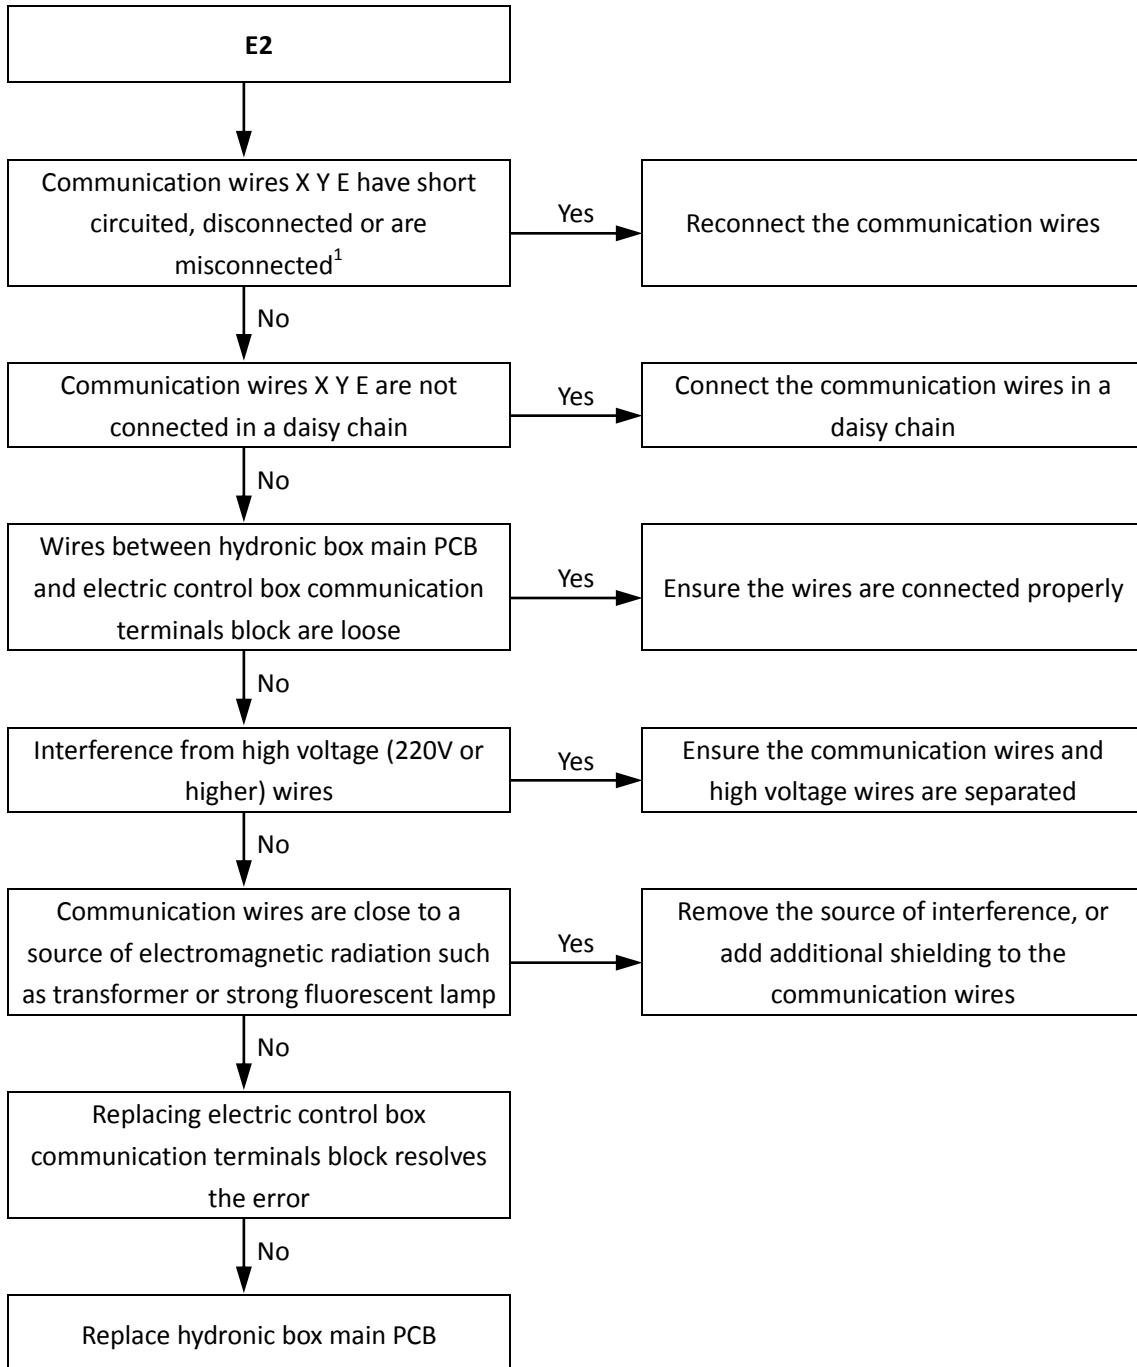 E2
Communication wires X Y E have short
circuited, disconnected or are
misconnected1
Yes
Reconnect the communication wires
No
Communication wires X Y E are not
connected in a daisy chain
Yes
Connect the communication wires in a
daisy chain
No
Wires between hydronic box main PCB
and electric control box communication
terminals block are loose
Yes
Ensure the wires are connected properly
No
Interference from high voltage (220V or
higher) wires
Yes
Ensure the communication wires and
high voltage wires are separated
No
Communication wires are close to a
source of electromagnetic radiation such
as transformer or strong fluorescent lamp
Yes
Remove the source of interference, or
add additional shielding to the
communication wires
No
Replacing electric control box
communication terminals block resolves
the error
No
Replace hydronic box main PCB